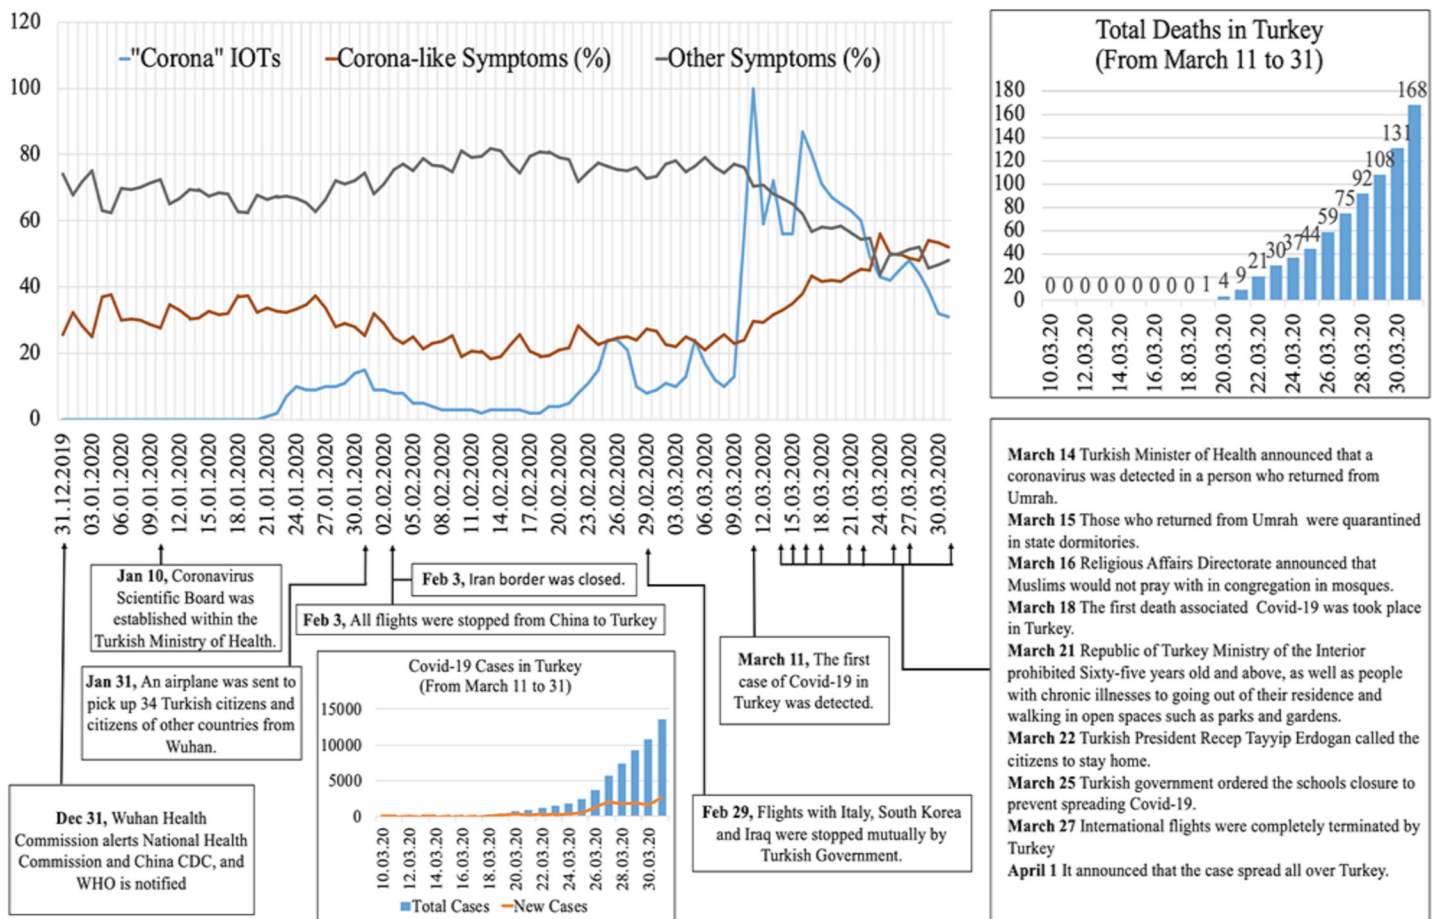 120
100
80
60
40
20
0
"Corona" IOTs
Corona-like Symptoms (%)
Other Symptoms (%)
31.12.2019
03.01.2020
06.01.2020
09.01.2020
12.01.2020
15.01.2020
18.01.2020
21.01.2020
24.01.2020
27.01.2020
30.01.2020
02.02.2020
05.02.2020
08.02.2020
11.02.2020
14.02.2020
17.02.2020
20.02.2020
23.02.2020
26.02.2020
29.02.2020
03.03.2020
06.03.2020
09.03.2020
12.03.2020
15.03.2020
18.03.2020
21.03.2020
24.03.2020
27.03.2020
30.03.2020
Total Deaths in Turkey
(From March 11 to 31)
180
160
140
120
100
80
60
40
20
0
0 0 0 0 0 0 0 0 0 1 4 9 21 30 37 44 59 75 92 108 131 168
10.03.20
12.03.20
14.03.20
16.03.20
18.03.20
20.03.20
22.03.20
24.03.20
26.03.20
28.03.20
30.03.20
Jan 10, Coronavirus
Scientific Board was
established within the
Turkish Ministry of Health.
Feb 3, Iran border was closed.
Feb 3, All flights were stopped from China to Turkey
Jan 31, An airplane was sent to
pick up 34 Turkish citizens and
citizens of other countries from
Wuhan.
Dec 31, Wuhan Health
Commission alerts National Health
Commission and China CDC, and
WHO is notified
Covid-19 Cases in Turkey
(From March 11 to 31)
15000
10000
5000
0
10.03.20
12.03.20
14.03.20
16.03.20
18.03.20
20.03.20
22.03.20
24.03.20
26.03.20
28.03.20
30.03.20
Total Cases
New Cases
March 11, The first
case of Covid-19 in
Turkey was detected.
Feb 29, Flights with Italy, South Korea
and Iraq were stopped mutually by
Turkish Government.
March 14 Turkish Minister of Health announced that a
coronavirus was detected in a person who returned from
Umrah.
March 15 Those who returned from Umrah were quarantined
in state dormitories.
March 16 Religious Affairs Directorate announced that
Muslims would not pray with in congregation in mosques.
March 18 The first death associated Covid-19 was took place
in Turkey.
March 21 Republic of Turkey Ministry of the Interior
prohibited Sixty-five years old and above, as well as people
with chronic illnesses to going out of their residence and
walking in open spaces such as parks and gardens.
March 22 Turkish President Recep Tayyip Erdogan called the
citizens to stay home.
March 25 Turkish government ordered the schools closure to
prevent spreading Covid-19.
March 27 International flights were completely terminated by
Turkey
April 1 It announced that the case spread all over Turkey.